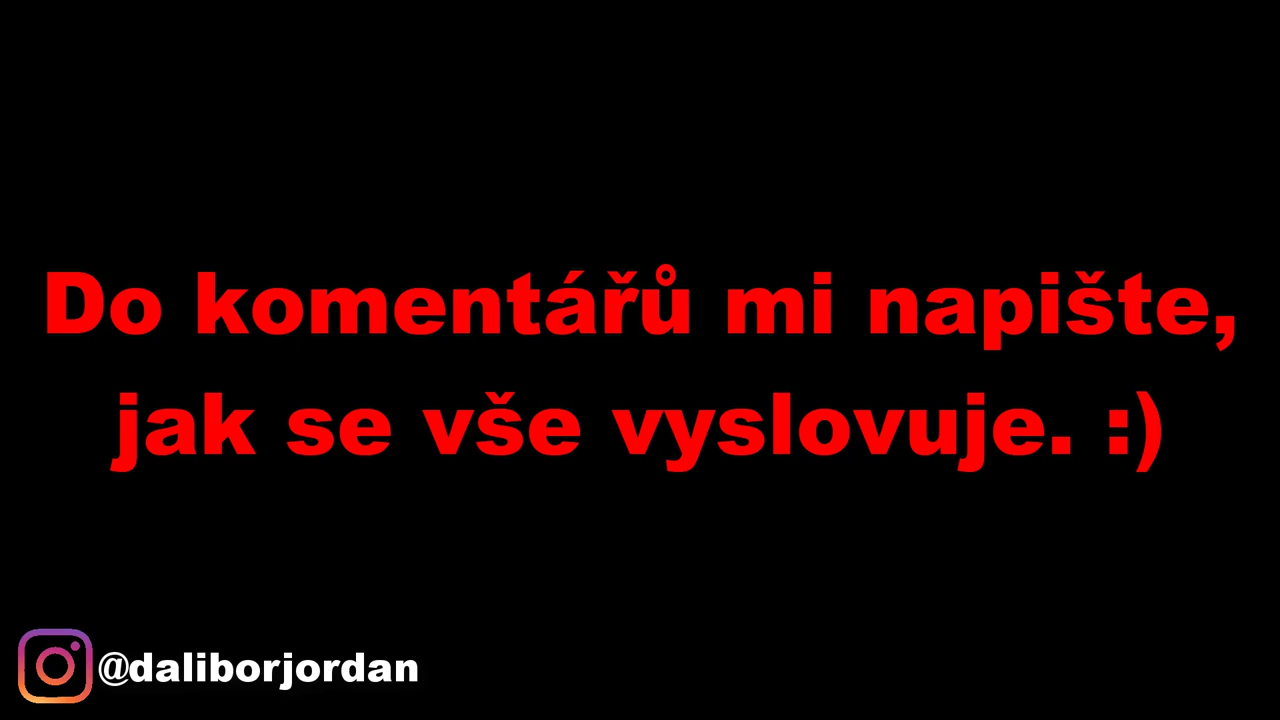 Do komentářů mi napište,
jak se vše vyslovuje. :)
@daliborjordan